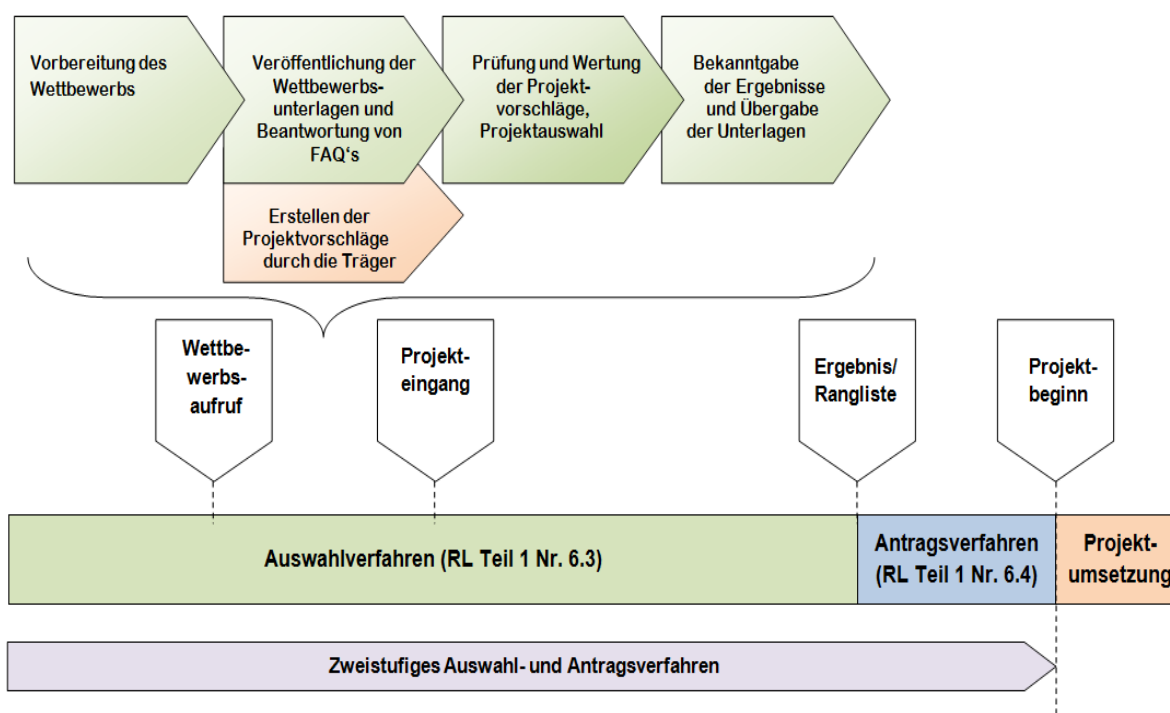 Vorbereitung des
Wettbewerbs
Veröffentlichung der
Wettbewerbs-
unterlagen und
Beantwortung von
FAQ‘s
Prüfung und Wertung
der Projekt-
vorschläge,
Projektauswahl
Bekanntgabe
der Ergebnisse
und Übergabe
der Unterlagen
Erstellen der
Projektvorschläge
durch die Träger
Wettbe-
werbs-
aufruf
Projekt-
eingang
Ergebnis/
Rangliste
Projekt-
beginn
Auswahlverfahren (RL Teil 1 Nr. 6.3)
Antragsverfahren
(RL Teil 1 Nr. 6.4)
Projekt-
umsetzung
Zweistufiges Auswahl- und Antragsverfahren